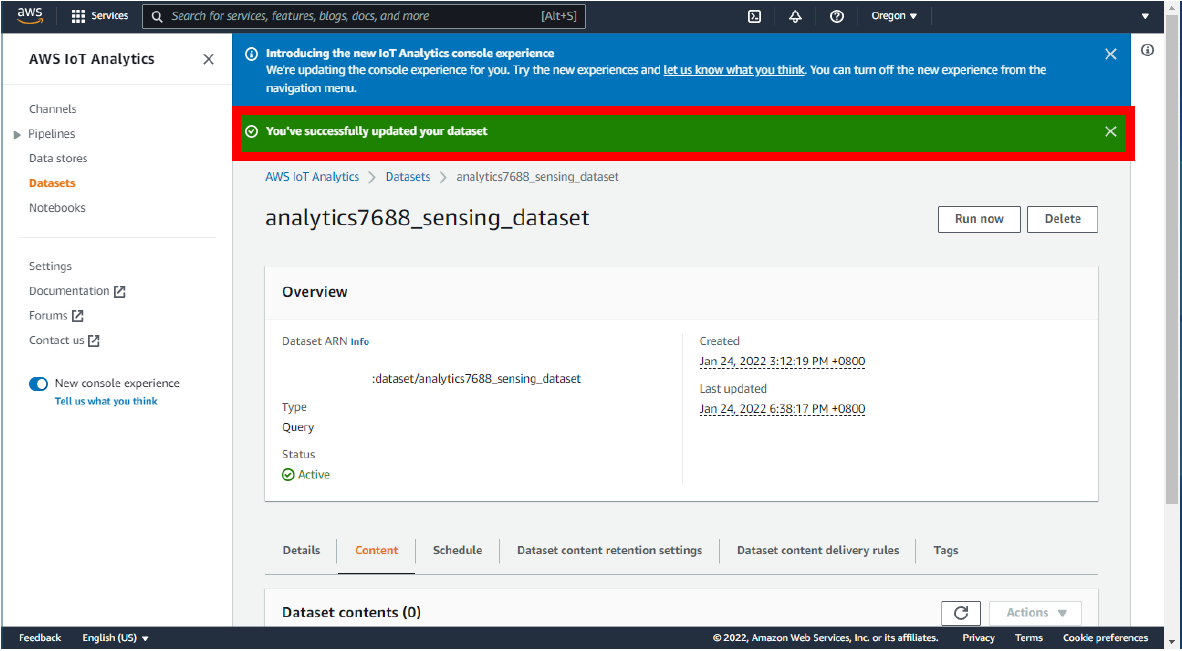 aws
Services
Search for services, features, blogs, docs, and more
[Alt+S]
Oregon
AWS IoT Analytics
Channels
Pipelines
Data stores
Datasets
Notebooks
Settings
Documentation
Forums
Contact us
New console experience
Tell us what you think
Introducing the new IoT Analytics console experience
We're updating the console experience for you. Try the new experiences and let us know what you think. You can turn off the new experience from the
navigation menu.
You've successfully updated your dataset
AWS IoT Analytics > Datasets > analytics7688_sensing_dataset
analytics7688_sensing_dataset
Run now
Delete
Overview
Dataset ARN Info
:dataset/analytics7688_sensing_dataset
Type
Query
Status
Active
Created
Jan 24, 2022 3:12:19 PM +0800
Last updated
Jan 24, 2022 6:38:17 PM +0800
Details
Content
Schedule
Dataset content retention settings
Dataset content delivery rules
Tags
Dataset contents (0)
Actions
Feedback
English (US)
© 2022, Amazon Web Services, Inc. or its affiliates.
Privacy
Terms
Cookie preferences